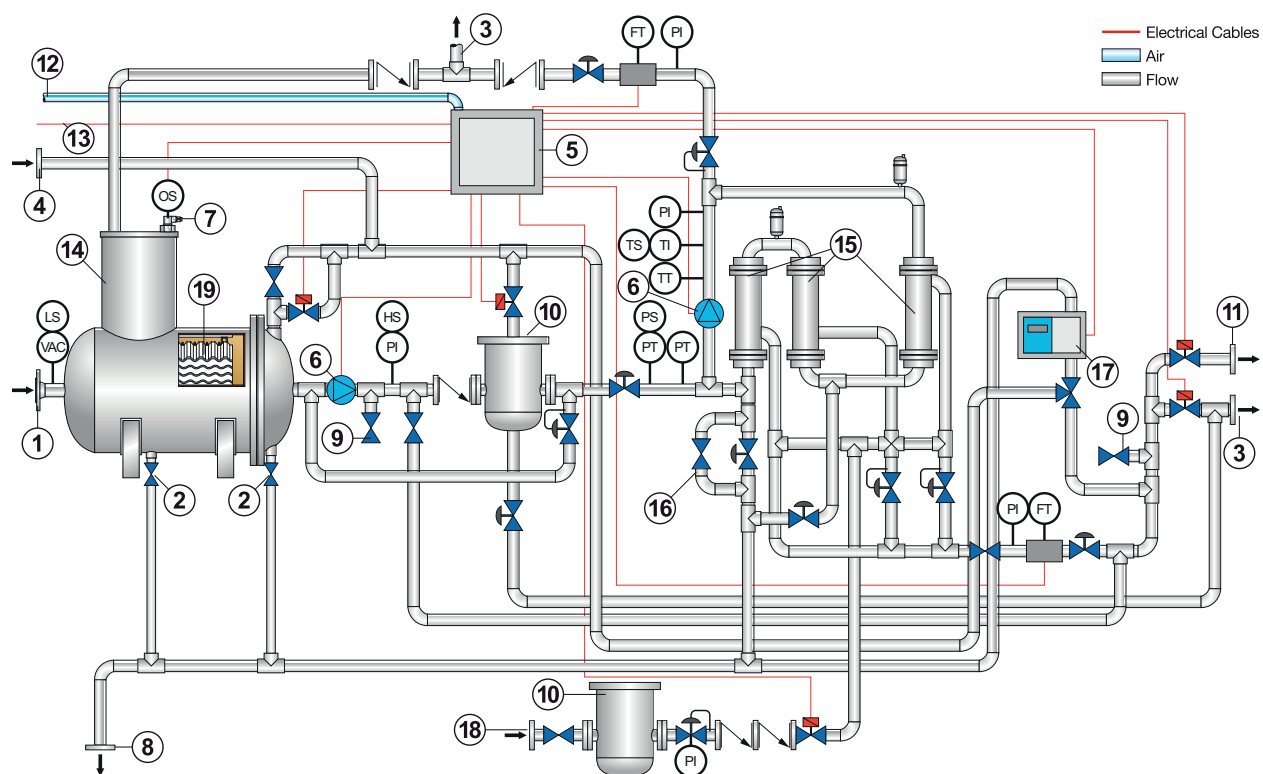 3
FT
PI
Electrical Cables
Air
Flow
12
13
5
4
OS
7
14
PI
TS
TI
TT
15
6
19
LS
VAC
HS
PI
10
PS
PT
PT
6
11
17
1
9
9
3
2
2
16
PI
FT
10
18
8
PI